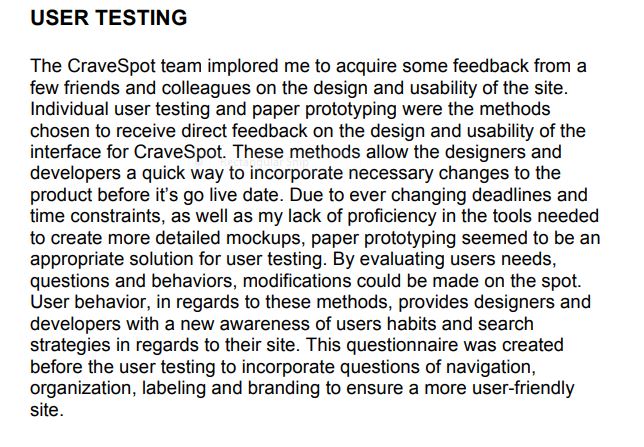 USER TESTING
The CraveSpot team implored me to acquire some feedback from a
few friends and colleagues on the design and usability of the site.
Individual user testing and paper prototyping were the methods
chosen to receive direct feedback on the design and usability of the
interface for CraveSpot. These methods allow the designers and
developers a quick way to incorporate necessary changes to the
product before it's go live date. Due to ever changing deadlines and
time constraints, as well as my lack of proficiency in the tools needed
to create more detailed mockups, paper prototyping seemed to be an
appropriate solution for user testing. By evaluating users needs,
questions and behaviors, modifications could be made on the spot.
User behavior, in regards to these methods, provides designers and
developers with a new awareness of users habits and search
strategies in regards to their site. This questionnaire was created
before the user testing to incorporate questions of navigation,
organization, labeling and branding to ensure a more user-friendly
site.